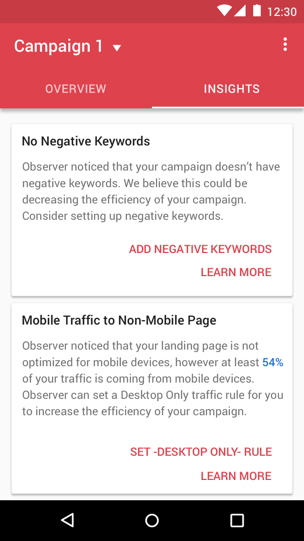 12:30
Campaign 1
OVERVIEW
INSIGHTS
No Negative Keywords
Observer noticed that your campaign doesn't have
negative keywords. We believe this could be
decreasing the efficiency of your campaign.
Consider setting up negative keywords.
ADD NEGATIVE KEYWORDS
LEARN MORE
Mobile Traffic to Non-Mobile Page
Observer noticed that your landing page is not
optimized for mobile devices, however at least 54%
of your traffic is coming from mobile devices.
Observer can set a Desktop Only traffic rule for you
to increase the efficiency of your campaign.
SET -DESKTOP ONLY- RULE
LEARN MORE